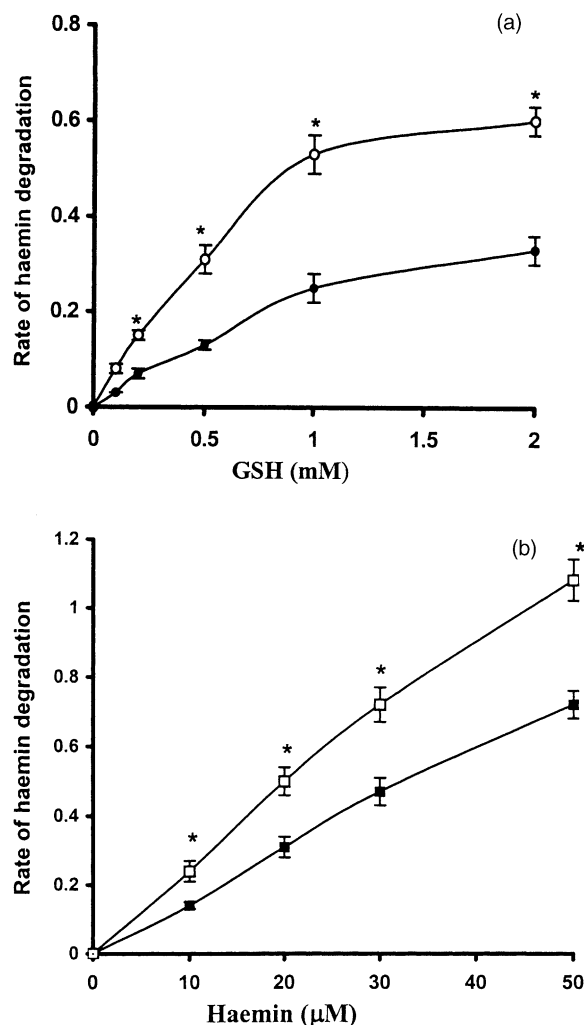 (a)
0.8
0.6
0.4
0.2
0
Rate of haemin degradation
* * * * *
0 0.5 1 1.5 2
GSH (mM)
(b)
1.2
1
0.8
0.6
0.4
0.2
0
Rate of haemin degradation
* * * *
0 10 20 30 40 50
Haemin (μM)